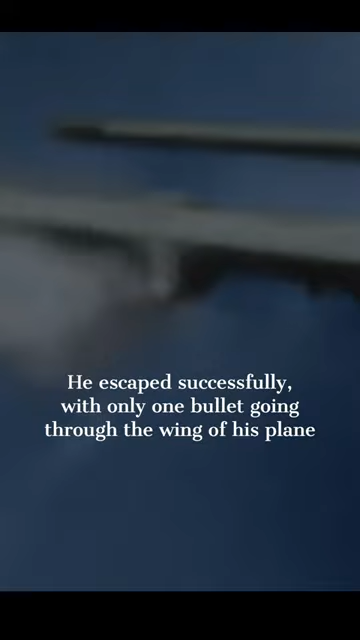 He escaped successfully,
with only one bullet going
through the wing of his plane